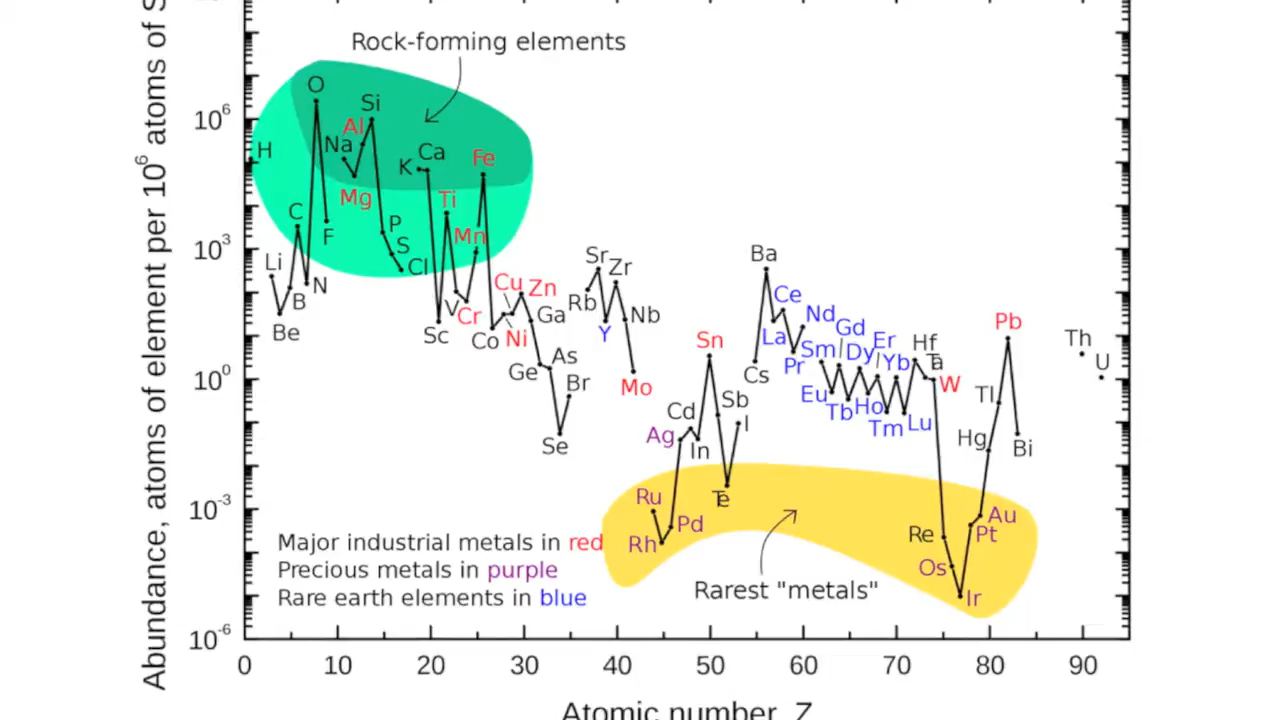 Rock-forming elements
O
10⁶
Si
Al
Na
H
K
Ca
Fe
Mg
Ti
C
P
F
S
Mn
Cl
10³
Li
B
N
Be
V
Cr
Sc
Cu
Zn
Co
Ni
Ga
Ge
As
Br
Se
Sr
Zr
Rb
Y
Nb
Mo
Sn
Ag
Cd
In
Sb
I
Te
Ba
Ce
La
Nd
Pr
Cs
Sm
Gd
Eu
Tb
Dy
Ho
Er
Tm
Yb
Lu
Hf
Ta
W
Pb
Tl
Hg
Bi
Th
U
10⁰
10⁻³
Ru
Rh
Pd
Re
Os
Ir
Pt
Au
Rarest "metals"
Major industrial metals in red
Precious metals in purple
Rare earth elements in blue
10⁻⁶
0 10 20 30 40 50 60 70 80 90
Atomic number, Z
Abundance, atoms of element per 10⁶ atoms of